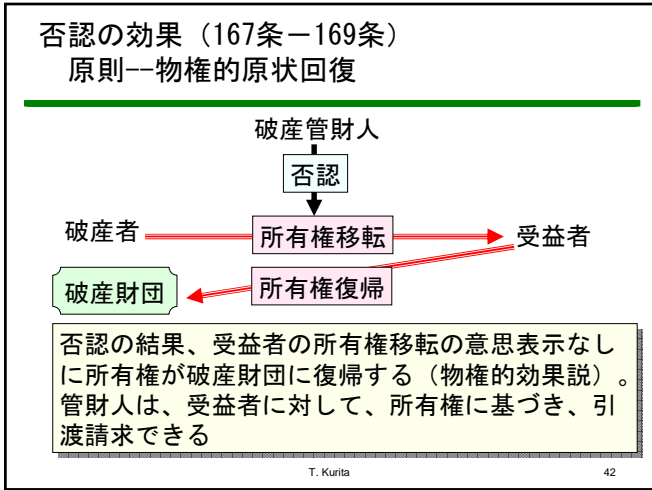 否認の効果（167条－169条）
原則--物権的原状回復
破産管財人
否認
破産者
所有権移転
受益者
破産財団
所有権復帰
否認の結果、受益者の所有権移転の意思表示なし
に所有権が破産財団に復帰する（物権的効果説）。
管財人は、受益者に対して、所有権に基づき、引
渡請求できる
T. Kurita
42